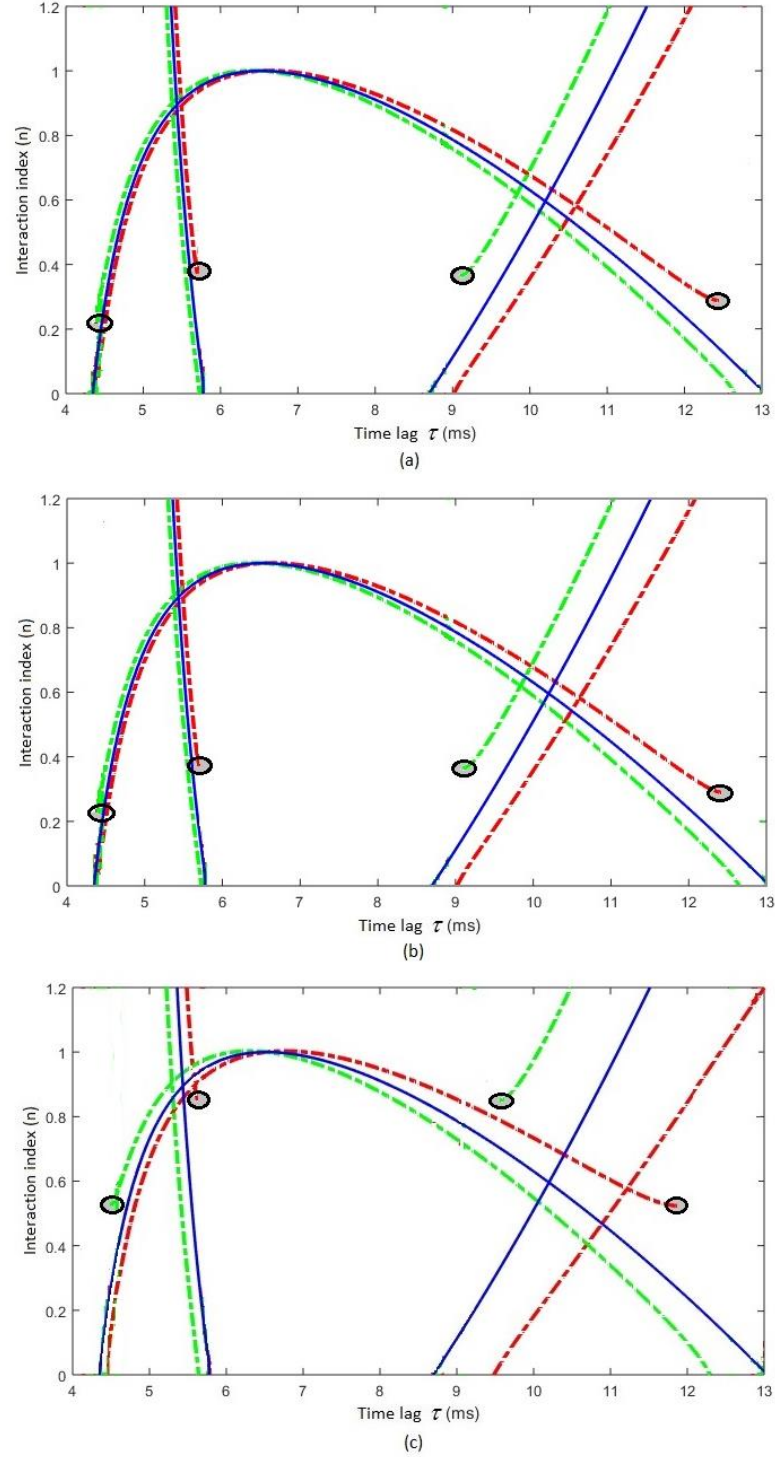 1.2
1
0.8
0.6
0.4
0.2
0
Interaction index (n)
4 5 6 7 8 9 10 11 12 13
Time lag τ (ms)
(a)
1.2
1
0.8
0.6
0.4
0.2
0
Interaction index (n)
4 5 6 7 8 9 10 11 12 13
Time lag τ (ms)
(b)
1.2
1
0.8
0.6
0.4
0.2
0
Interaction index (n)
4 5 6 7 8 9 10 11 12 13
Time lag τ (ms)
(c)